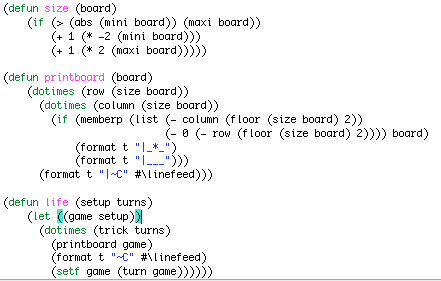 (defun size (board)
    (if (> (abs (mini board)) (maxi board))
        (+ 1 (* -2 (mini board)))
        (+ 1 (* 2 (maxi board)))))

(defun printboard (board)
    (dotimes (row (size board))
      (dotimes (column (size board))
        (if (memberp (list (- column (floor (size board) 2))
                           (- 0 (- row (floor (size board) 2)))) board)
            (format t "|_*_")
            (format t "|___")))
      (format t "|~C" #\linefeed)))

(defun life (setup turns)
    (let ((game setup))
      (dotimes (trick turns)
        (printboard game)
        (format t "~C" #\linefeed)
        (setf game (turn game))))))